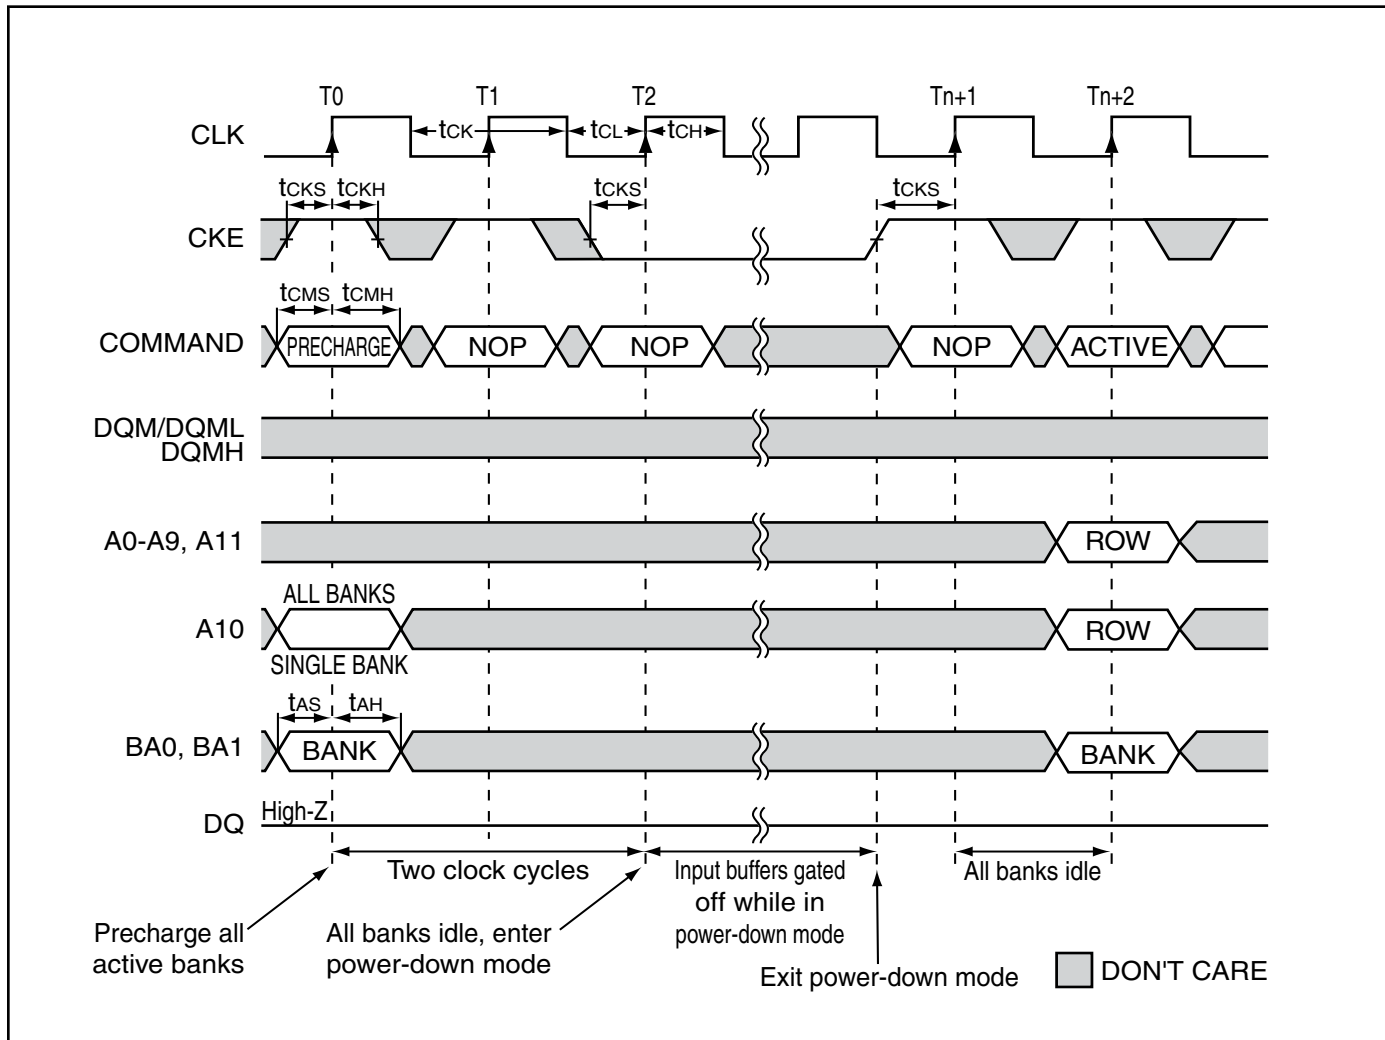 T0 T1 T2 Tn+1 Tn+2
CLK tCK tCL tCH
tCKS tCKH tCKS tCKS
CKE
tCMS tCMH
COMMAND PRECHARGE NOP NOP NOP ACTIVE
DQM/DQML
DQMH
A0-A9, A11 ROW
ALL BANKS
A10 ROW
SINGLE BANK
tAS tAH
BA0, BA1 BANK BANK
High-Z
DQ
Two clock cycles
Input buffers gated
off while in
power-down mode
All banks idle
Precharge all
active banks
All banks idle, enter
power-down mode
Exit power-down mode
DON'T CARE